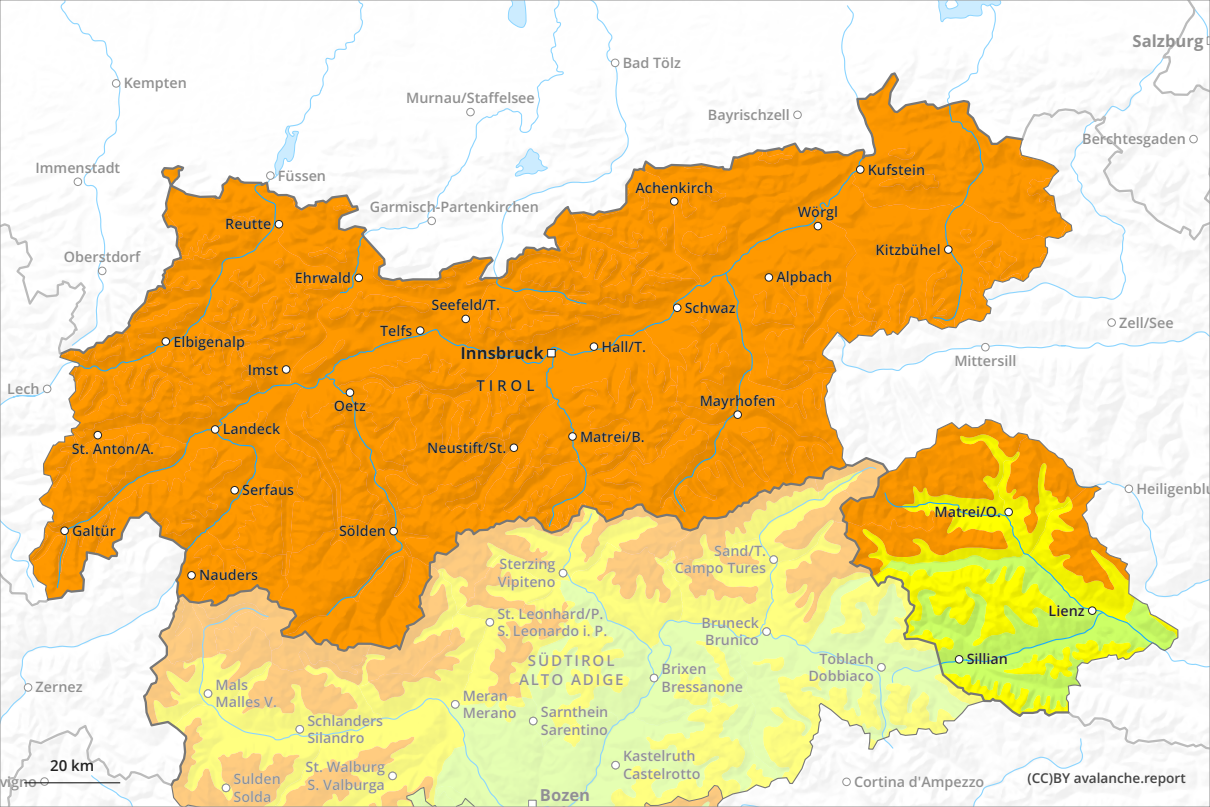 Salzburg
Bad Tölz
Kempten
Murnau/Staffelsee
Bayrischzell
Berchtesgaden
Immenstadt
Füssen
Kufstein
Achenkirch
Garmisch-Partenkirchen
Wörgl
Reutte
Kitzbühel
Oberstdorf
Ehrwald
Alpbach
Seefeld/T.
Schwaz
Telfs
Zell/See
Elbigenalp
Innsbruck
Hall/T.
Mittersill
Imst
TIROL
Lech
Oetz
Mayrhofen
Landeck
Matrei/B.
St. Anton/A.
Neustift/St.
Serfaus
Heiligenblu
Matrei/O.
Galtür
Sölden
Sand/T.
Campo Tures
Sterzing
Vipiteno
Nauders
Lienz
St. Leonhard/P.
S. Leonardo i. P.
Bruneck
Brunico
SÜDTIROL
ALTO ADIGE
Toblach
Dobbiaco
Sillian
Brixen
Bressanone
Zernez
Mals
Malles V.
Meran
Merano
Sarnthein
Sarentino
Schlanders
Silandro
Kastelruth
Castelrotto
20 km
St. Walburg
S. Valburga
(CC)BY avalanche.report
vigno
Sulden
Solda
Cortina d'Ampezzo
Bozen